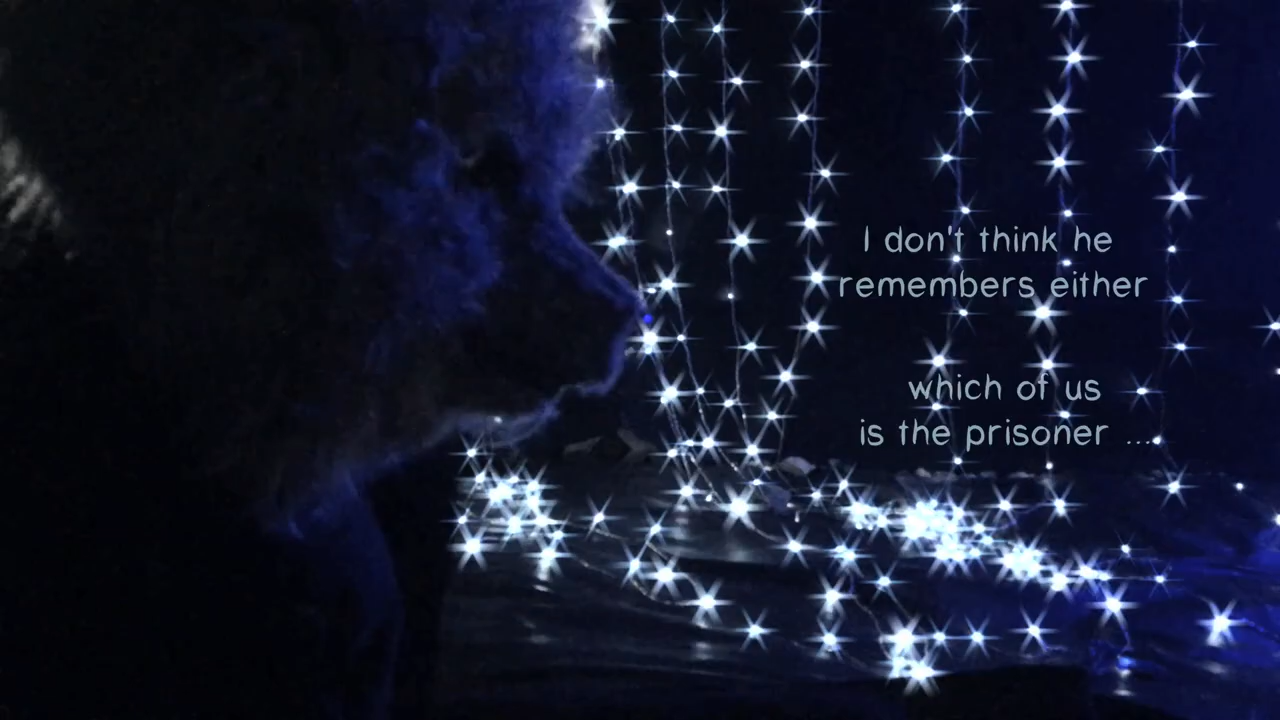 I don't think he
remembers either
which of us
is the prisoner ...